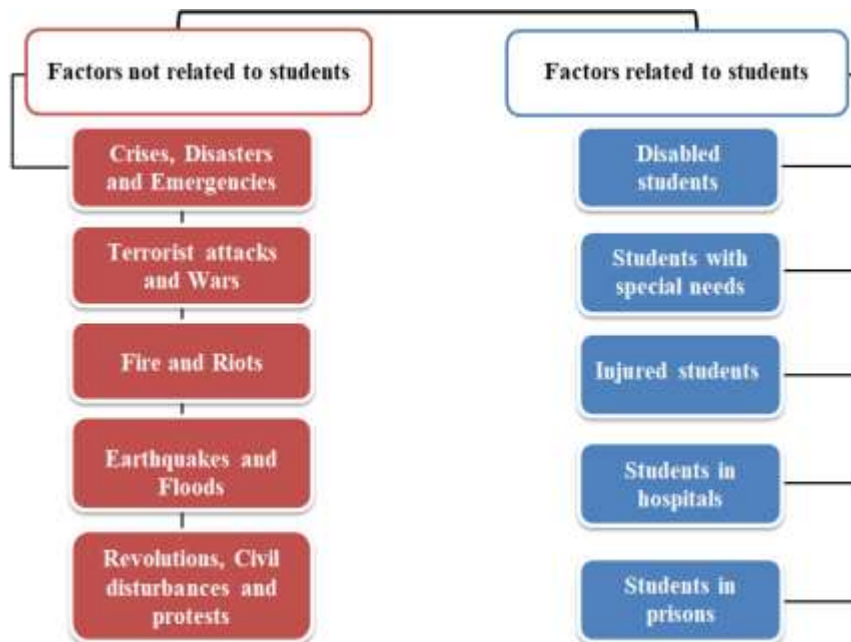 Factors not related to students
Crises, Disasters
and Emergencies
Terrorist attacks
and Wars
Fire and Riots
Earthquakes and
Floods
Revolutions, Civil
disturbances and
protests
Factors related to students
Disabled
students
Students with
special needs
Injured students
Students in
hospitals
Students in
prisons